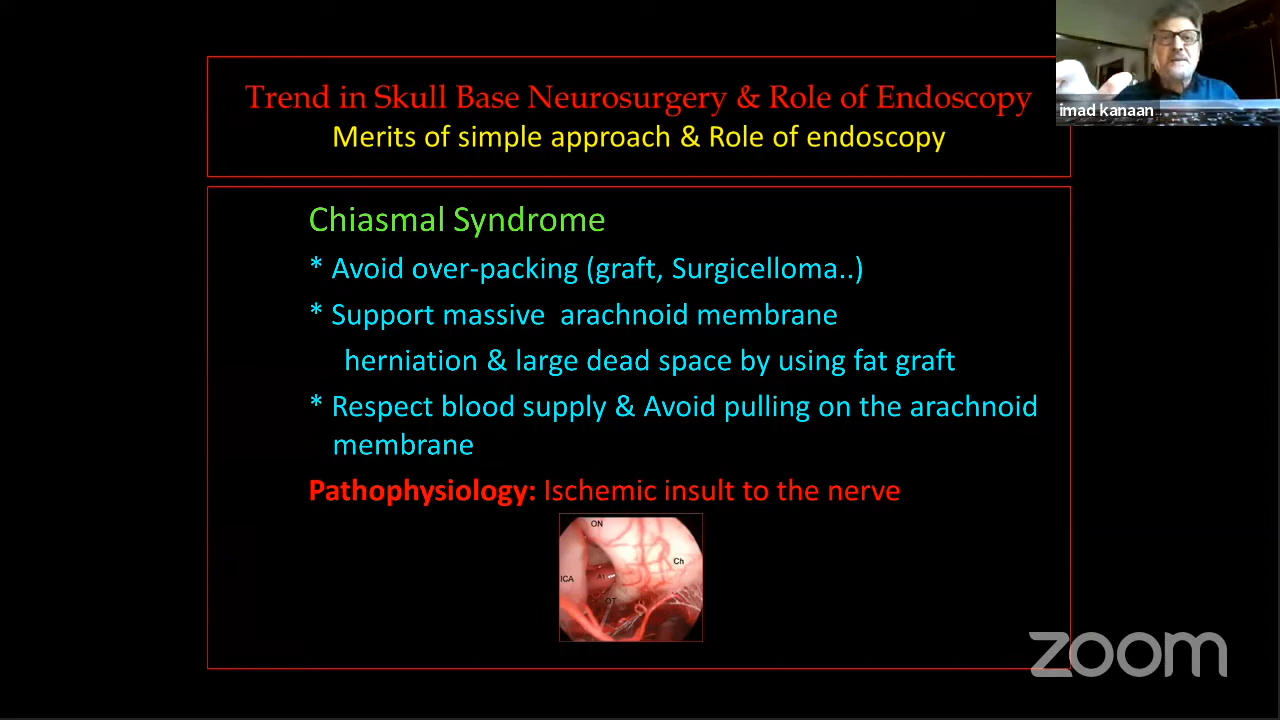 Trend in Skull Base Neurosurgery & Role of Endoscopy
Merits of simple approach & Role of endoscopy
imad kanaan
Chiasmal Syndrome
* Avoid over-packing (graft, Surgicelloma..)
* Support massive arachnoid membrane
herniation & large dead space by using fat graft
* Respect blood supply & Avoid pulling on the arachnoid
membrane
Pathophysiology: Ischemic insult to the nerve
ON
Ch
ICA
A1
OT
zoom